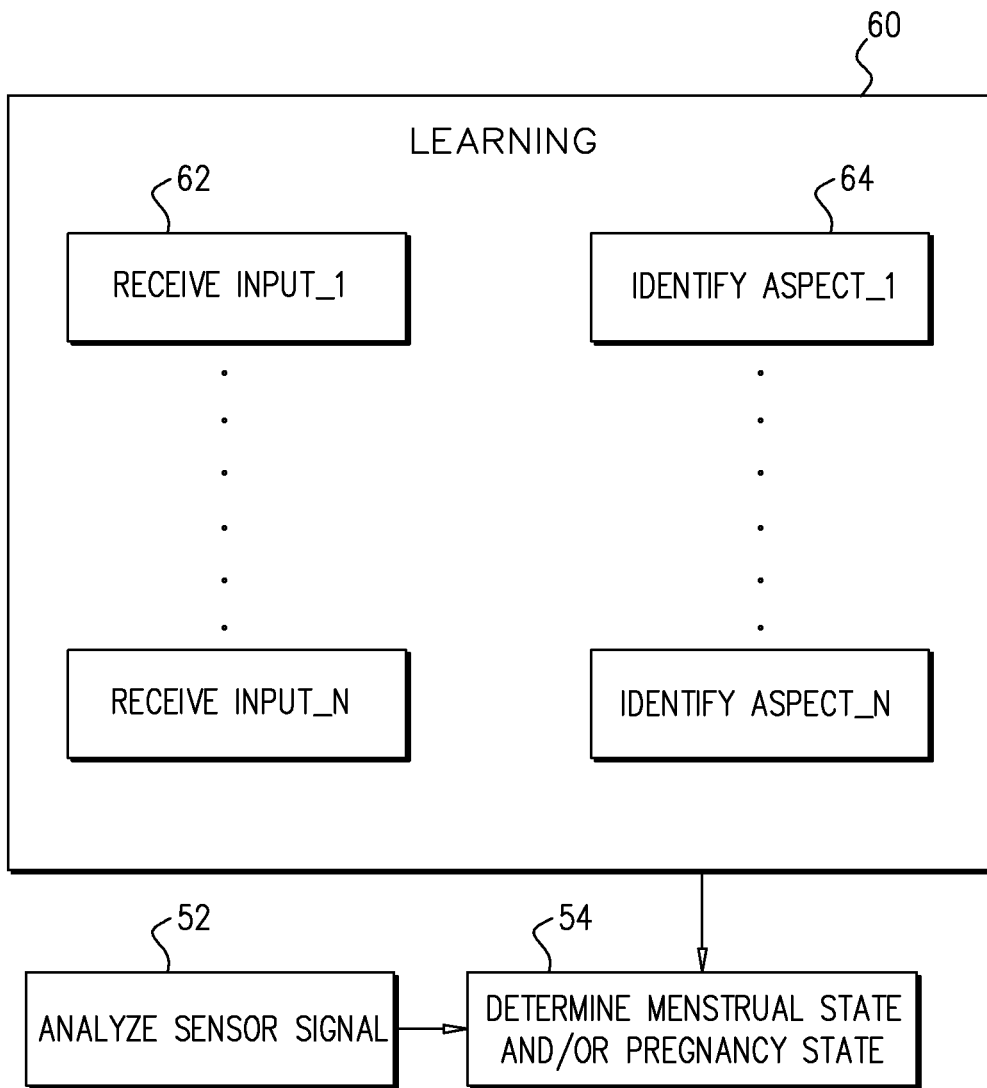 60
LEARNING
62
64
RECEIVE INPUT_1
IDENTIFY ASPECT_1
RECEIVE INPUT_N
IDENTIFY ASPECT_N
52
54
ANALYZE SENSOR SIGNAL
DETERMINE MENSTRUAL STATE
AND/OR PREGNANCY STATE